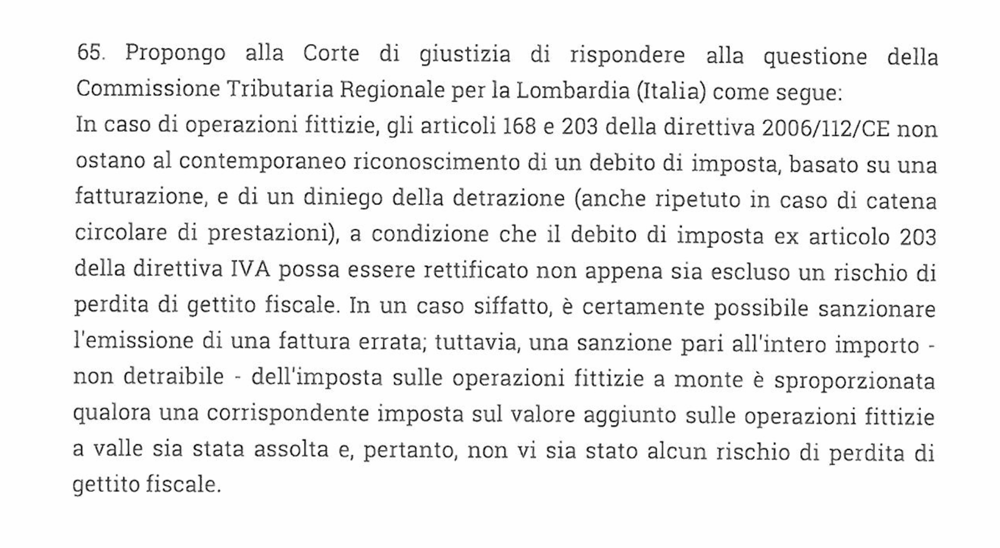 65. Propongo alla Corte di giustizia di rispondere alla questione della
Commissione Tributaria Regionale per la Lombardia (Italia) come segue:
In caso di operazioni fittizie, gli articoli 168 e 203 della direttiva 2006/112/CE non
ostano al contemporaneo riconoscimento di un debito di imposta, basato su una
fatturazione, e di un diniego della detrazione (anche ripetuto in caso di catena
circolare di prestazioni), a condizione che il debito di imposta ex articolo 203
della direttiva IVA possa essere rettificato non appena sia escluso un rischio di
perdita di gettito fiscale. In un caso siffatto, è certamente possibile sanzionare
l'emissione di una fattura errata; tuttavia, una sanzione pari all'intero importo -
non detraibile - dell'imposta sulle operazioni fittizie a monte è sproporzionata
qualora una corrispondente imposta sul valore aggiunto sulle operazioni fittizie
a valle sia stata assolta e, pertanto, non vi sia stato alcun rischio di perdita di
gettito fiscale.